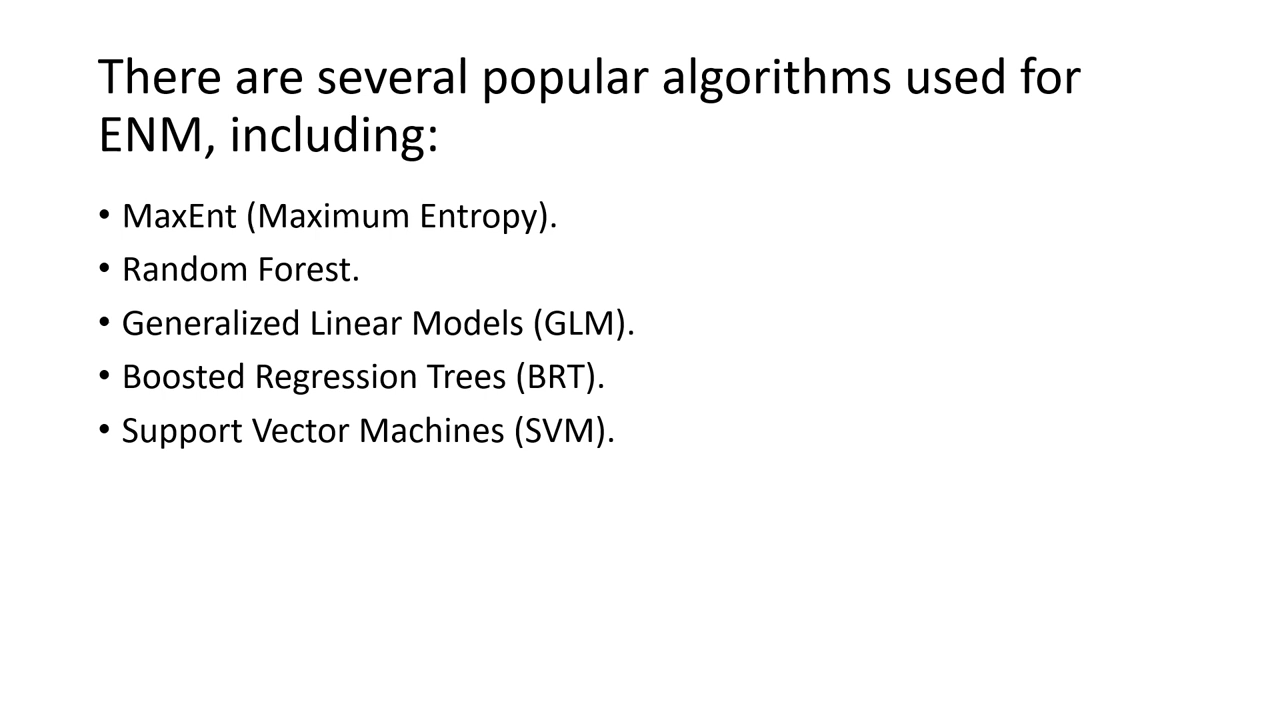 There are several popular algorithms used for
ENM, including:
• MaxEnt (Maximum Entropy).
• Random Forest.
• Generalized Linear Models (GLM).
• Boosted Regression Trees (BRT).
• Support Vector Machines (SVM).